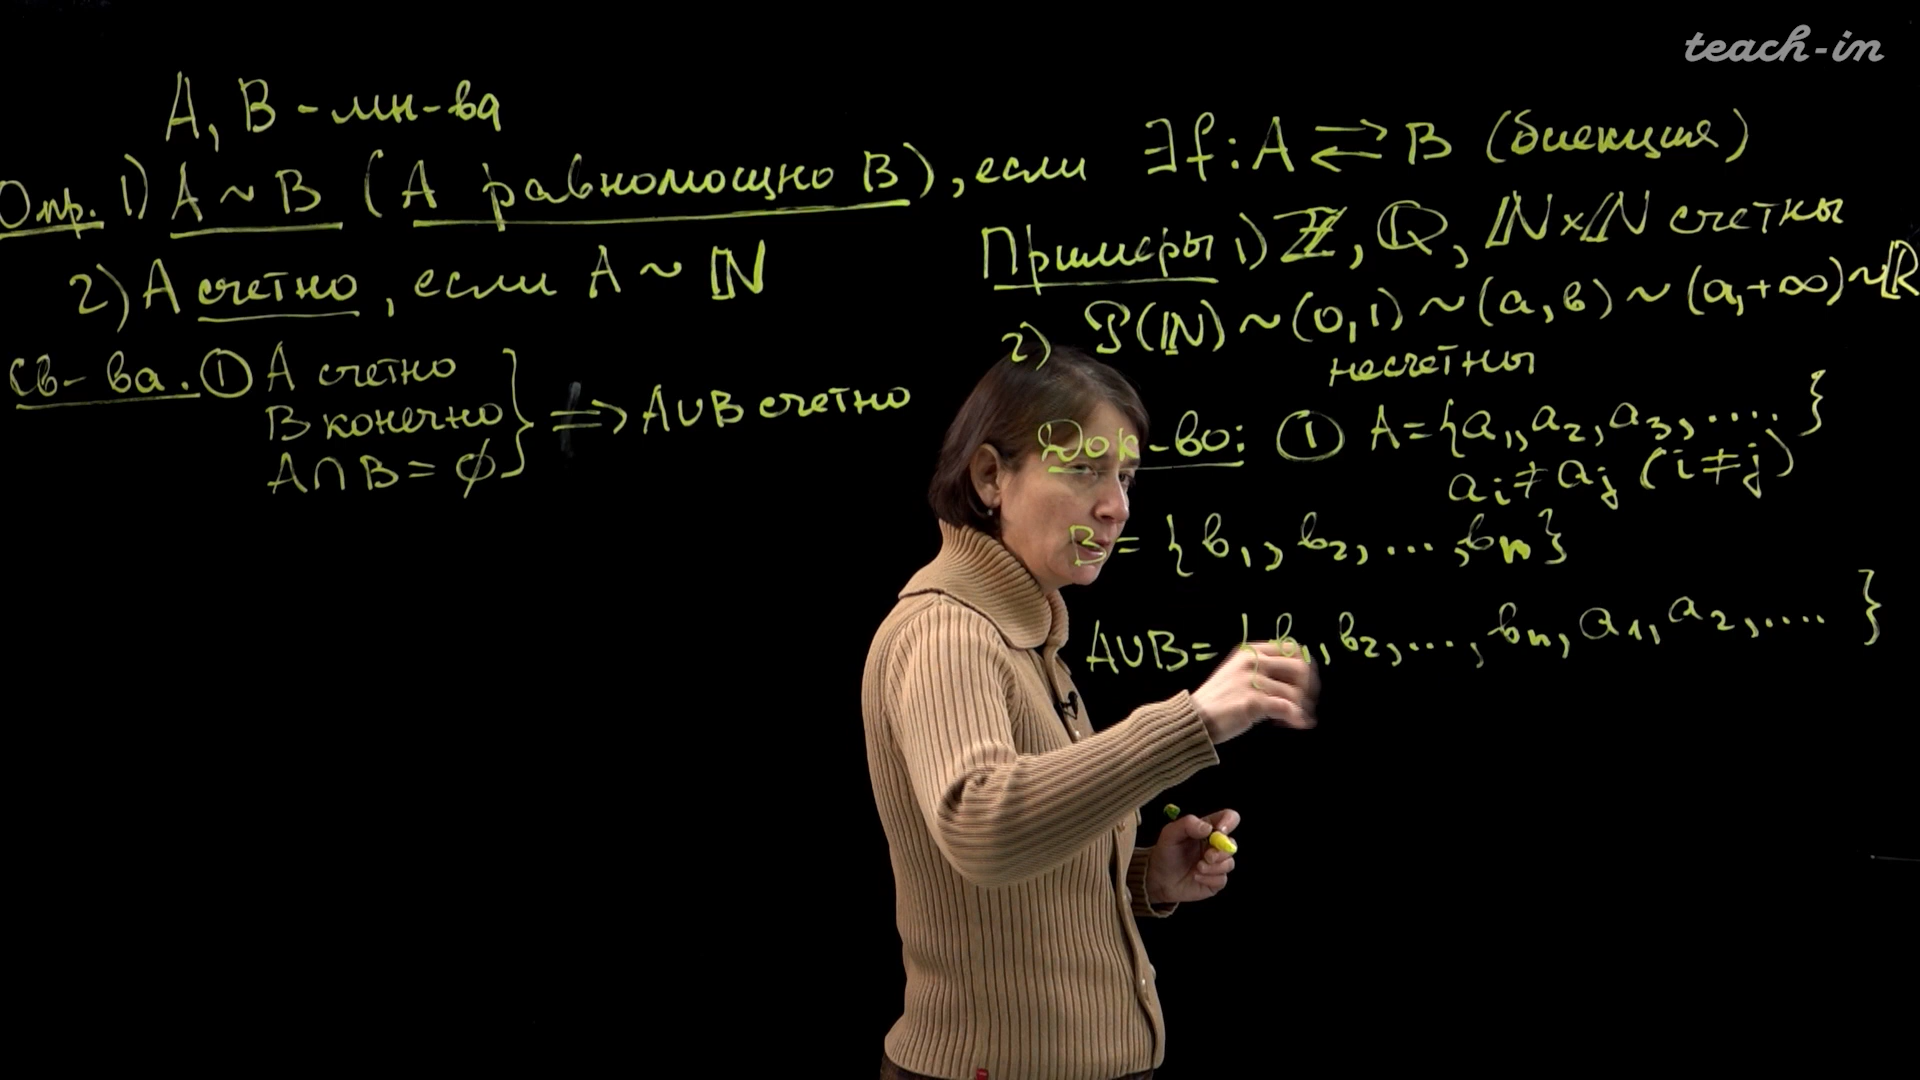 teach-in
A, B - мн-ва
Опр. 1) A ~ B (A равномощно B), если ∃ f: A ⇄ B (биекция)
2) A счетно, если A ~ ℕ
Св-ва. ① A счетно
B конечно
A∩B = ∅
} ⟹ A∪B счетно
Примеры 1) ℤ, ℚ, ℕ×ℕ счетны
2) P(ℕ) ~ (0,1) ~ (a,b) ~ (a,+∞) ~ ℝ
несчетны
Док-во: ① A = {a₁, a₂, a₃, .... }
aᵢ ≠ aⱼ (i ≠ j)
B = {b₁, b₂, ..., bₙ}
A∪B = {b₁, b₂, ..., bₙ, a₁, a₂, .... }